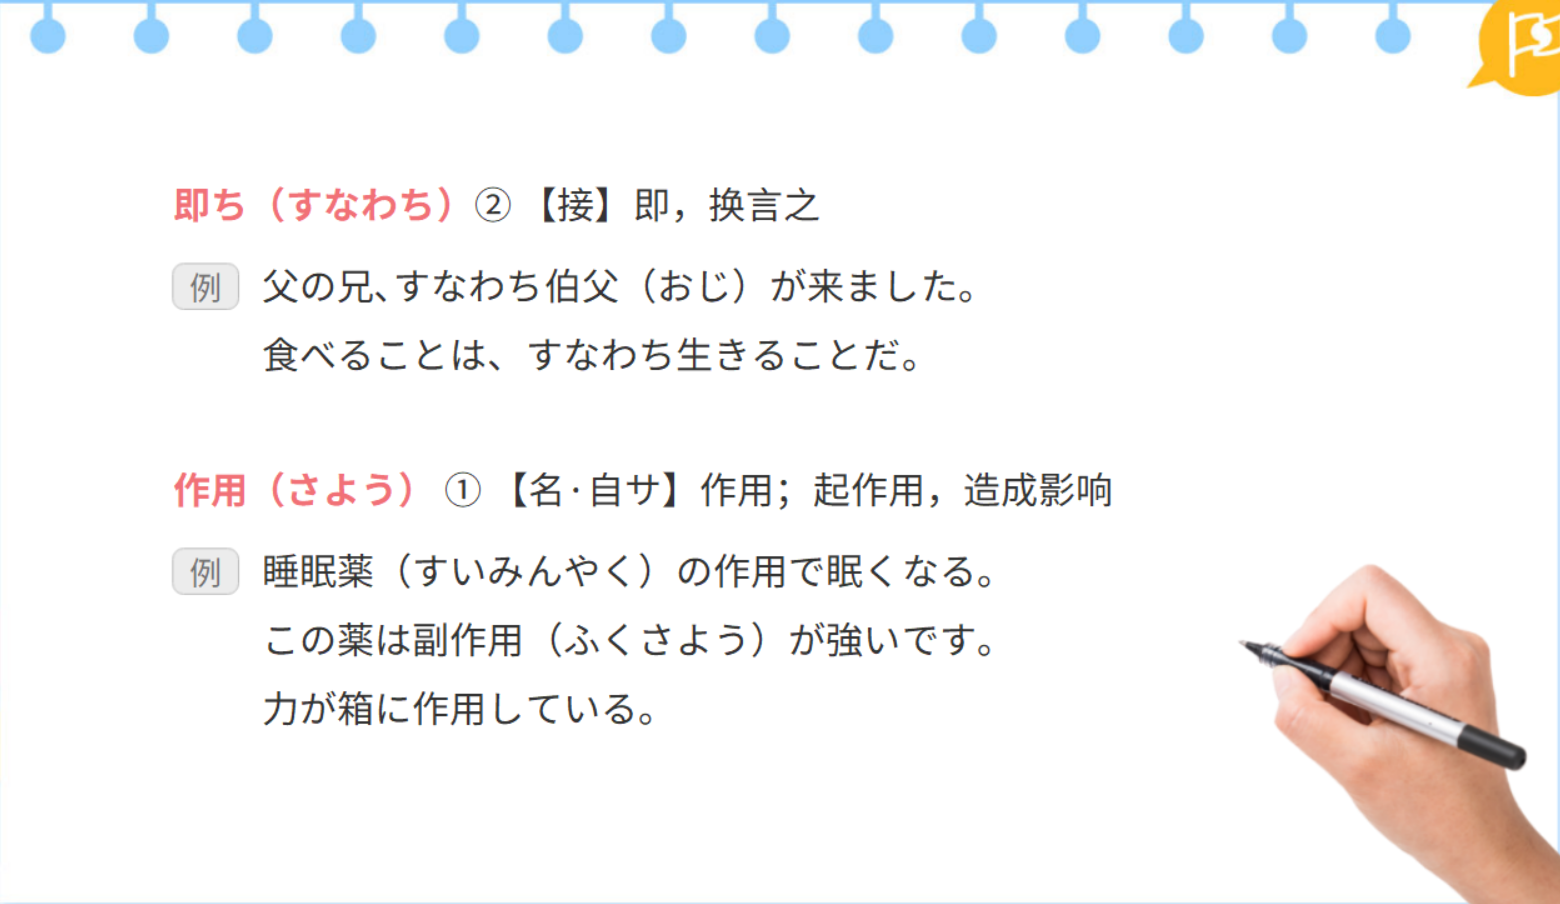 即ち（すなわち）② 【接】即，换言之
例 父の兄、すなわち伯父（おじ）が来ました。
食べることは、すなわち生きることだ。
作用（さよう） ① 【名·自サ】作用；起作用，造成影响
例 睡眠薬（すいみんやく）の作用で眠くなる。
この薬は副作用（ふくさよう）が強いです。
力が箱に作用している。